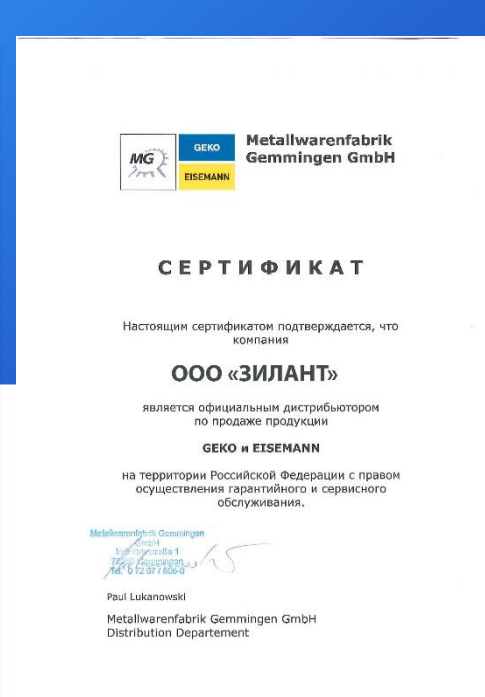 MG
GEKO
EISEMANN
Metallwarenfabrik
Gemmingen GmbH
СЕРТИФИКАТ
Настоящим сертификатом подтверждается, что
компания
ООО «ЗИЛАНТ»
является официальным дистрибьютором
по продаже продукции
GEKO и EISEMANN
на территории Российской Федерации с правом
осуществления гарантийного и сервисного
обслуживания.
Metallwarenfabrik Gemmingen
GmbH
Gemmingen
Tel.
Paul Lukanowski
Metallwarenfabrik Gemmingen GmbH
Distribution Departement